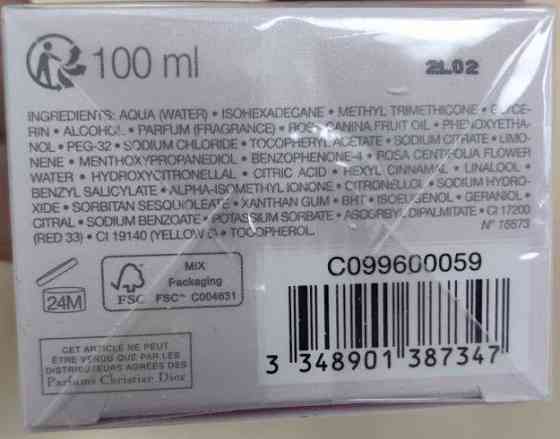 100 ml
2L02
INGREDIENTS: AQUA (WATER) • ISOHEXADECANE • METHYL TRIMETHICONE • GLYCE-
RIN • ALCOHOL • PARFUM (FRAGRANCE) • ROSA CANINA FRUIT OIL • PHENOXYETHA-
NOL • PEG-32 • SODIUM CHLORIDE • TOCOPHERYL ACETATE • SODIUM CITRATE • LIMO-
NENE • MENTHOXYPROPANEDIOL • BENZOPHENONE-4 • ROSA CENTIFOLIA FLOWER
WATER • HYDROXYCITRONELLAL • CITRIC ACID • HEXYL CINNAMAL • LINALOOL •
BENZYL SALICYLATE • ALPHA-ISOMETHYL IONONE • CITRONELLOL • SODIUM HYDRO-
XIDE • SORBITAN SESQUIOLEATE • XANTHAN GUM • BHT • ISOEUGENOL • GERANIOL •
CITRAL • SODIUM BENZOATE • POTASSIUM SORBATE • ASCORBYL DIPALMITATE • CI 17200
(RED 33) • CI 19140 (YELLOW 5) • TOCOPHEROL.
N° 15573
24M
FSC
MIX
Packaging
FSC™ C004631
C099600059
3 348901 387347
CET ARTICLE NE PEUT
ÊTRE VENDU QUE PAR LES
DISTRIBUTEURS AGRÉÉS DES
Parfums Christian Dior